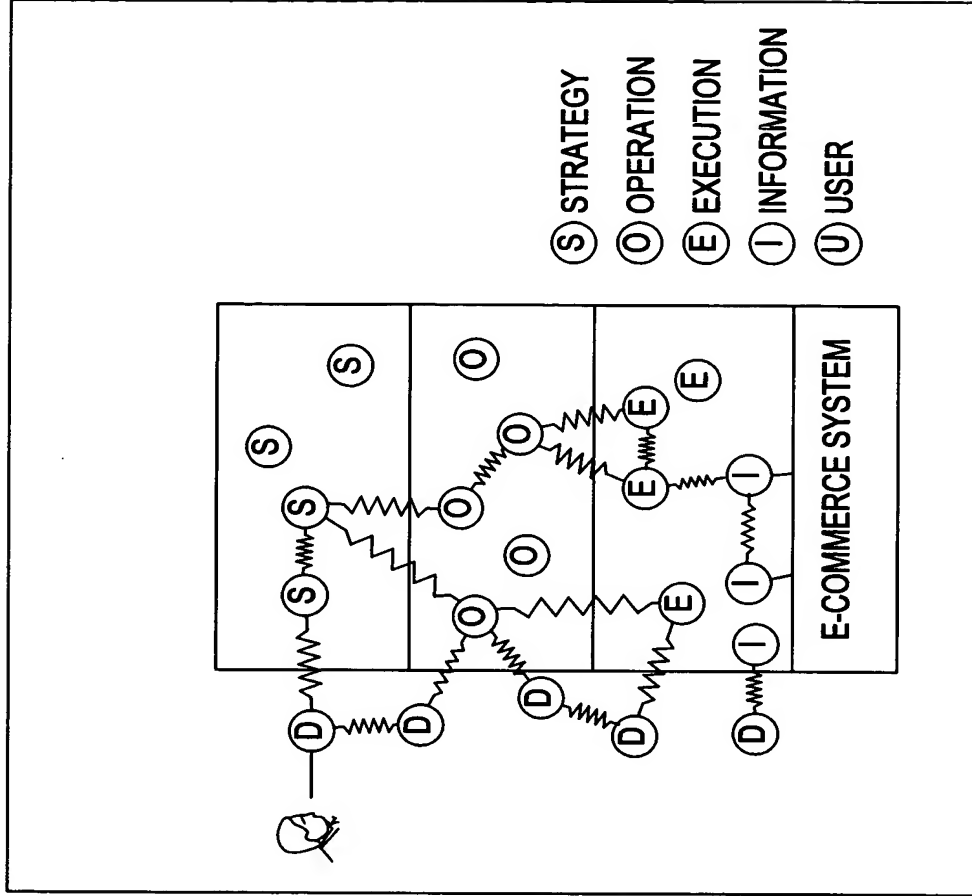 S
D S S
S
D O
O O
O
O
D
D E E
E E
D I I I
E-COMMERCE SYSTEM
S STRATEGY
O OPERATION
E EXECUTION
I INFORMATION
U USER